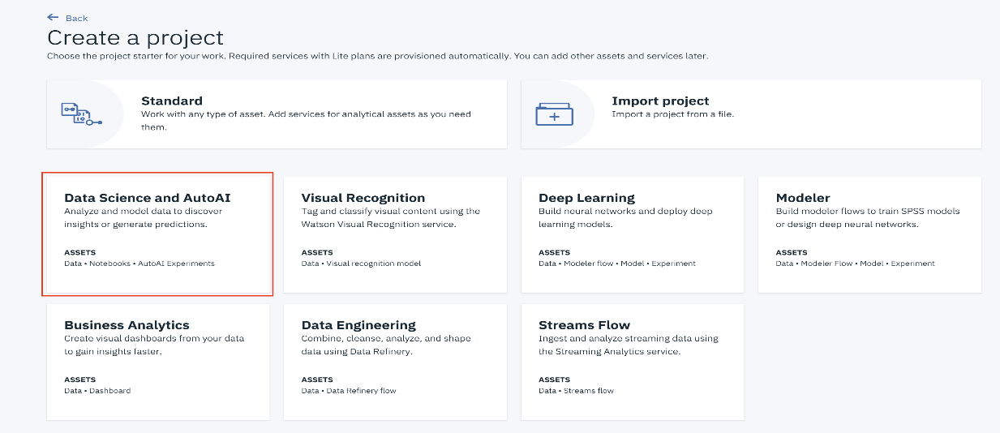 Back
Create a project
Choose the project starter for your work. Required services with Lite plans are provisioned automatically. You can add other assets and services later.
Standard
Work with any type of asset. Add services for analytical assets as you need
them.
Import project
Import a project from a file.
Data Science and AutoAI
Analyze and model data to discover
insights or generate predictions.
ASSETS
Data • Notebooks • AutoAI Experiments
Visual Recognition
Tag and classify visual content using the
Watson Visual Recognition service.
ASSETS
Data • Visual recognition model
Deep Learning
Build neural networks and deploy deep
learning models.
ASSETS
Data • Modeler flow • Model • Experiment
Modeler
Build modeler flows to train SPSS models
or design deep neural networks.
ASSETS
Data • Modeler Flow • Model • Experiment
Business Analytics
Create visual dashboards from your data
to gain insights faster.
ASSETS
Data • Dashboard
Data Engineering
Combine, cleanse, analyze, and shape
data using Data Refinery.
ASSETS
Data • Data Refinery flow
Streams Flow
Ingest and analyze streaming data using
the Streaming Analytics service.
ASSETS
Data • Streams flow